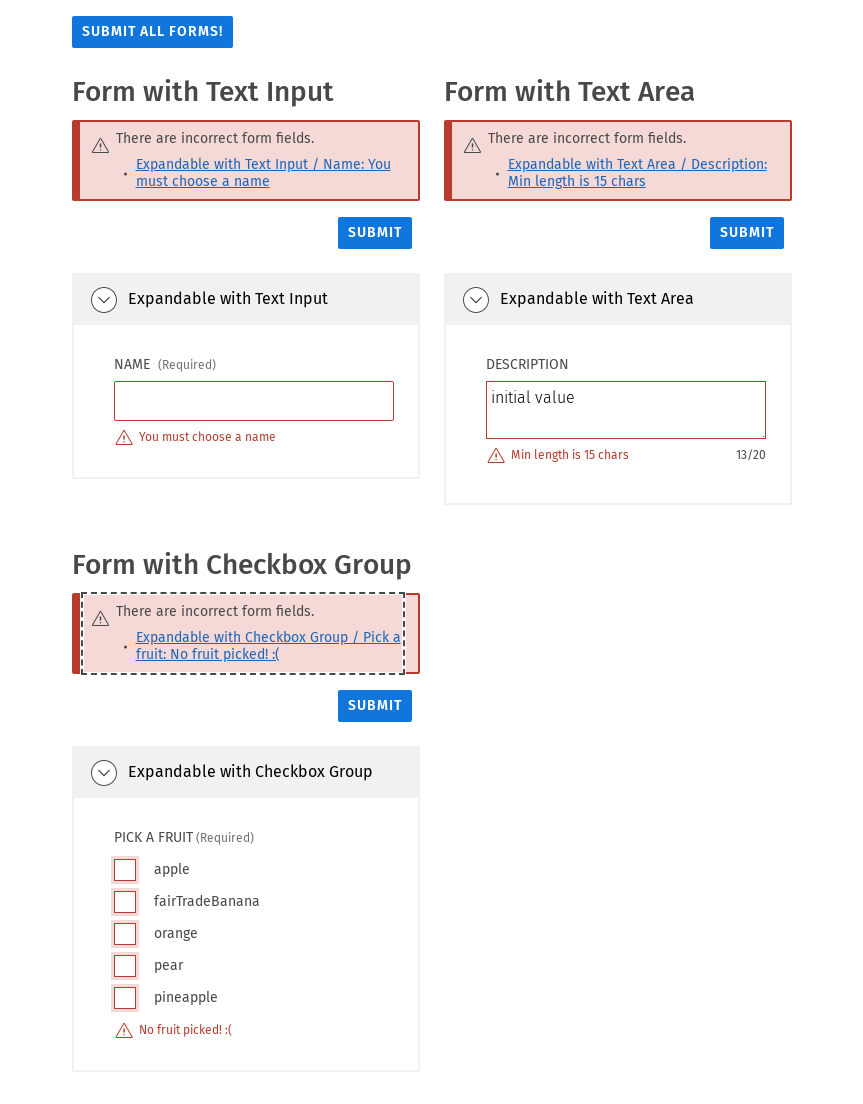 SUBMIT ALL FORMS!
Form with Text Input
There are incorrect form fields.
• Expandable with Text Input / Name: You
must choose a name
SUBMIT
Expandable with Text Input
NAME (Required)
You must choose a name
Form with Text Area
There are incorrect form fields.
• Expandable with Text Area / Description:
Min length is 15 chars
SUBMIT
Expandable with Text Area
DESCRIPTION
initial value
Min length is 15 chars 13/20
Form with Checkbox Group
There are incorrect form fields.
• Expandable with Checkbox Group / Pick a
fruit: No fruit picked! :(
SUBMIT
Expandable with Checkbox Group
PICK A FRUIT (Required)
apple
fairTradeBanana
orange
pear
pineapple
No fruit picked! :(